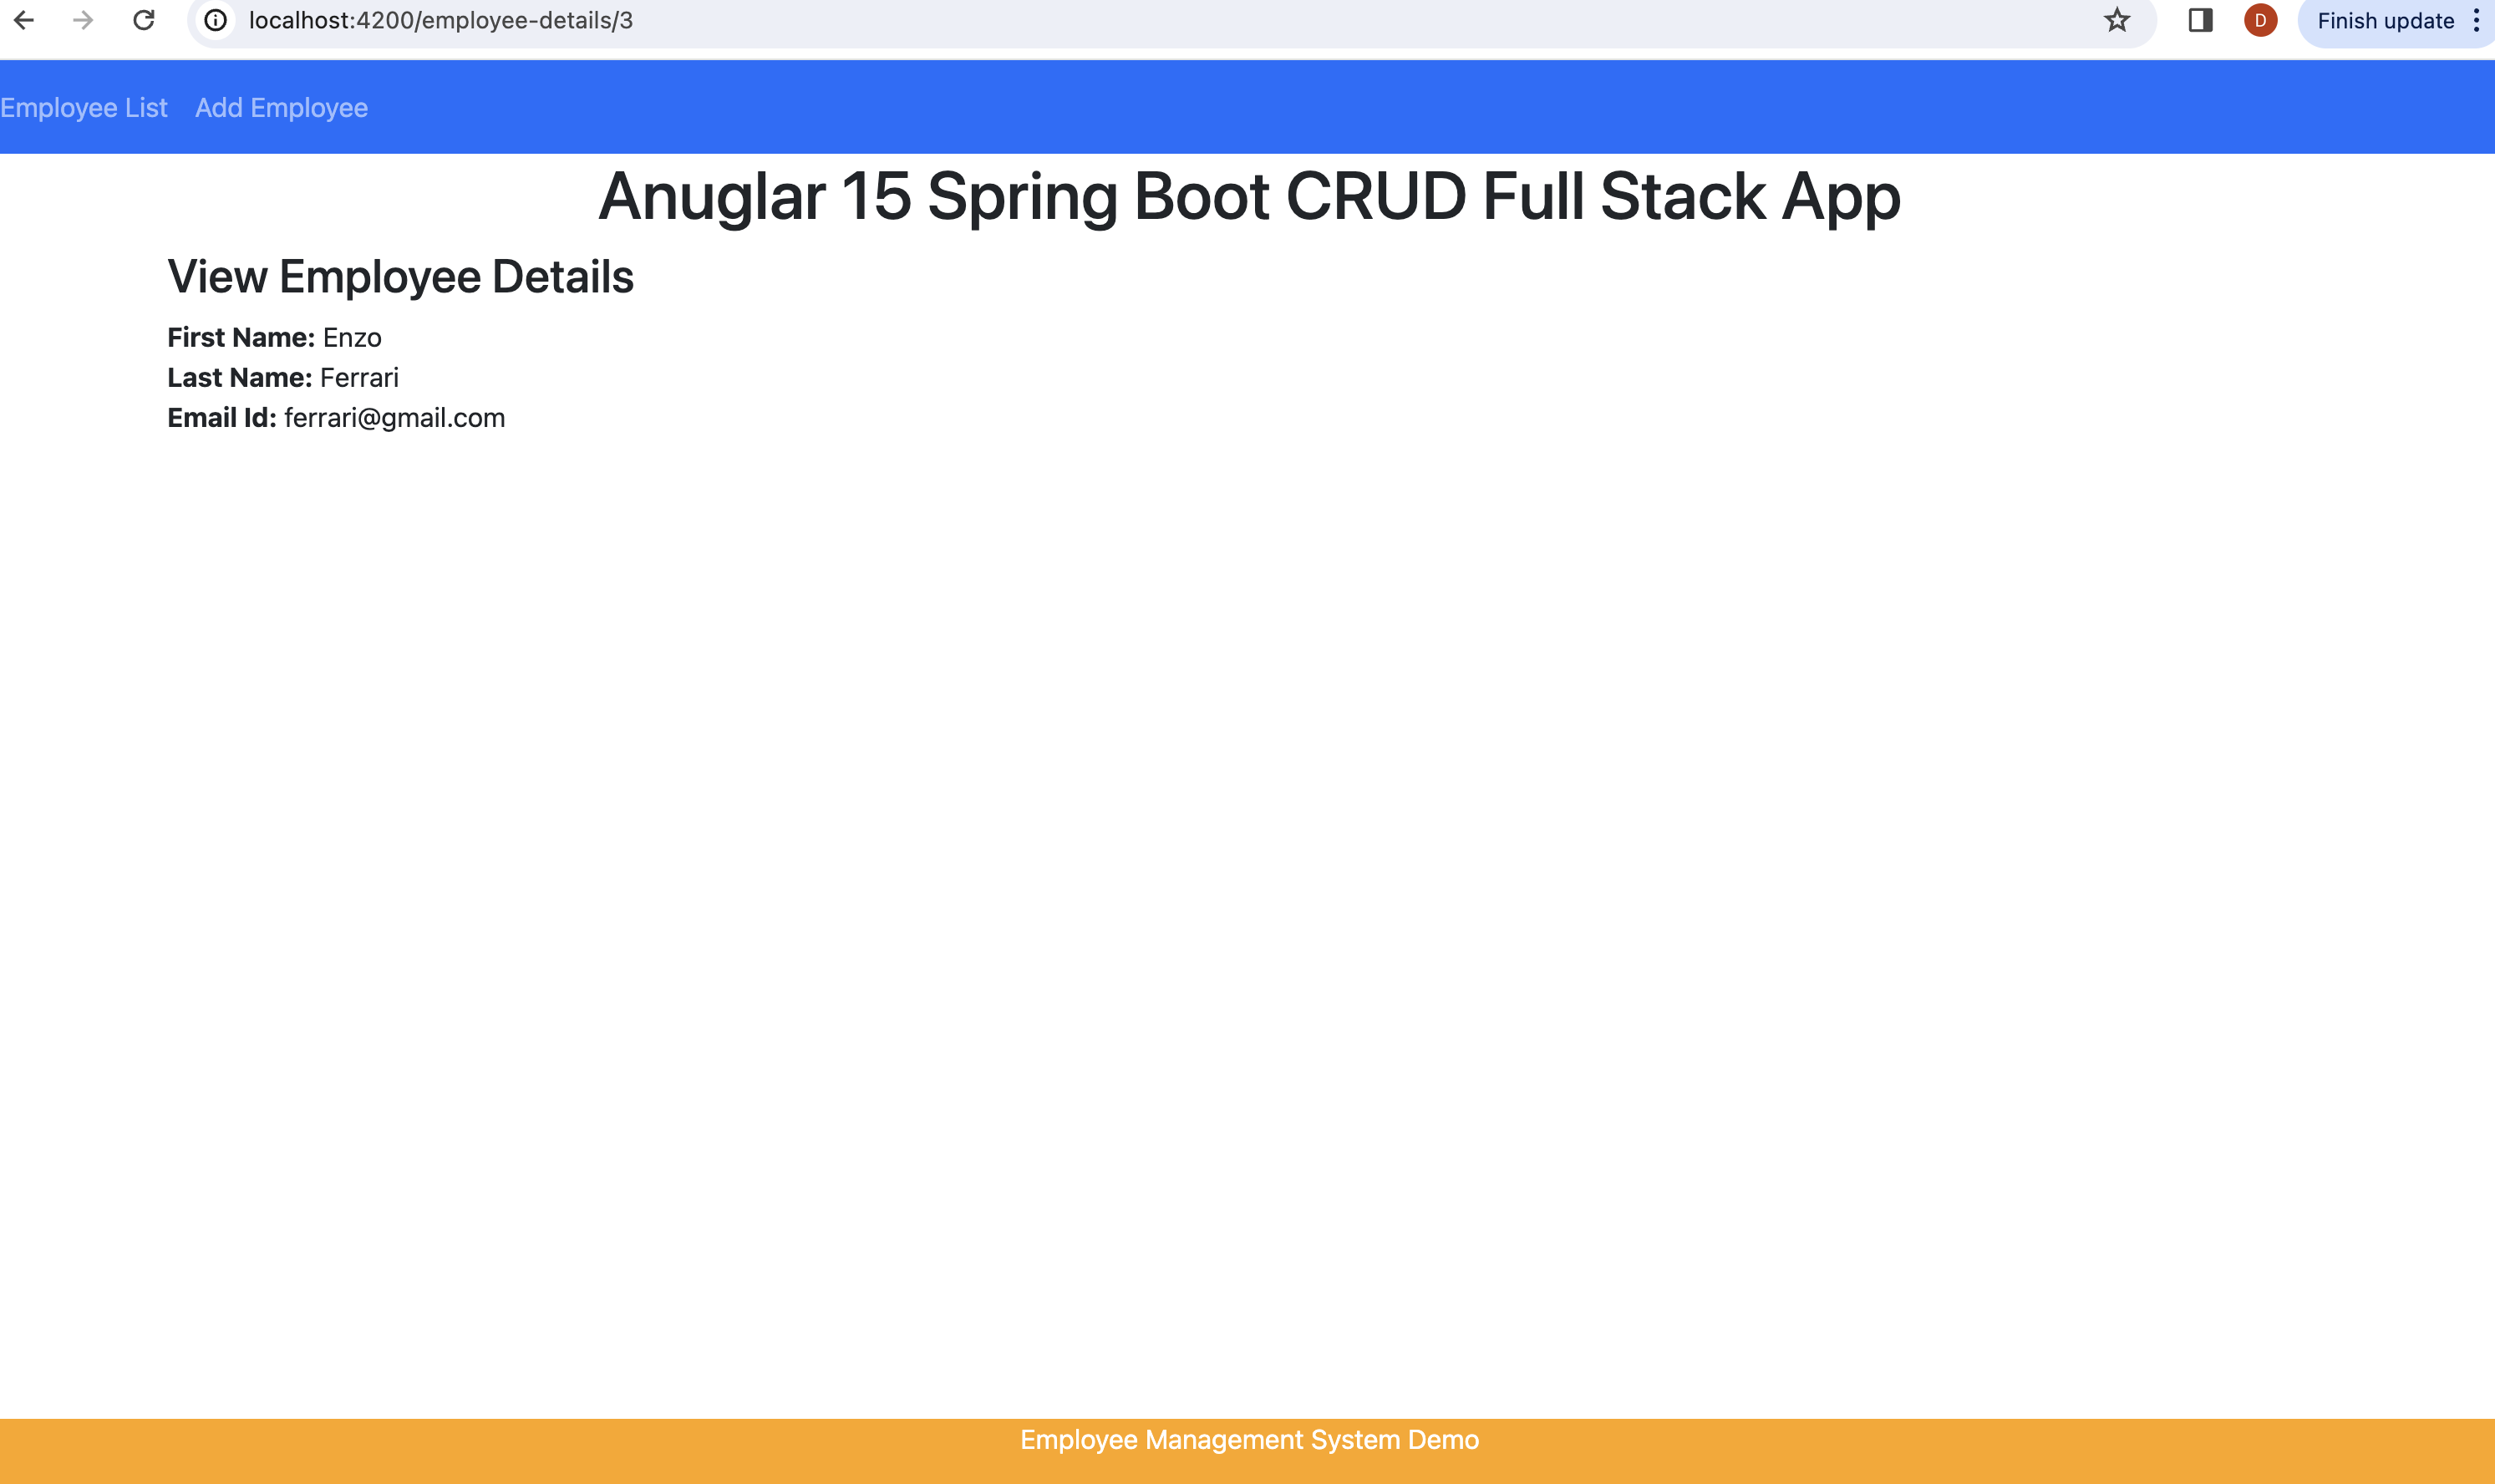 localhost:4200/employee-details/3
D
Finish update
Employee List Add Employee
Anuglar 15 Spring Boot CRUD Full Stack App
View Employee Details
First Name: Enzo
Last Name: Ferrari
Email Id: ferrari@gmail.com
Employee Management System Demo